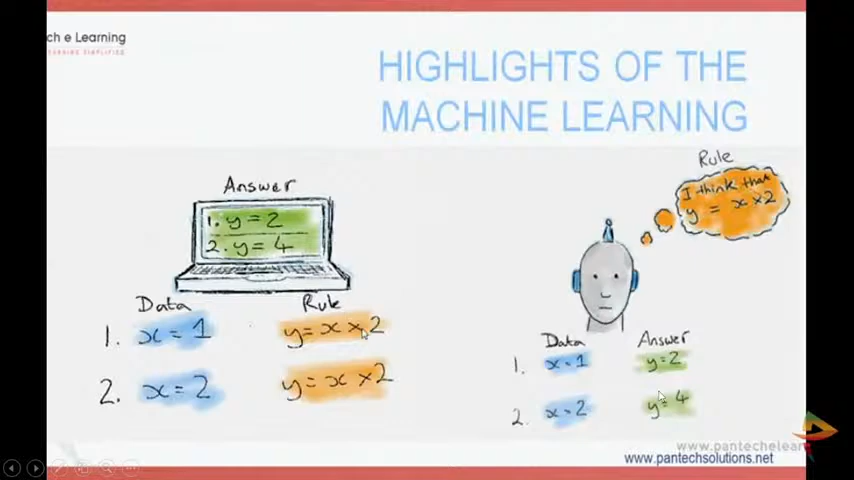 ch e Learning
HIGHLIGHTS OF THE
MACHINE LEARNING
Answer
1. y = 2
2. y = 4
Data Rule
1. x = 1 y = x × 2
2. x = 2 y = x × 2
Rule
I think that
y = x × 2
Data Answer
1. x = 1 y = 2
2. x = 2 y = 4
www.pantechelearn
www.pantechsolutions.net